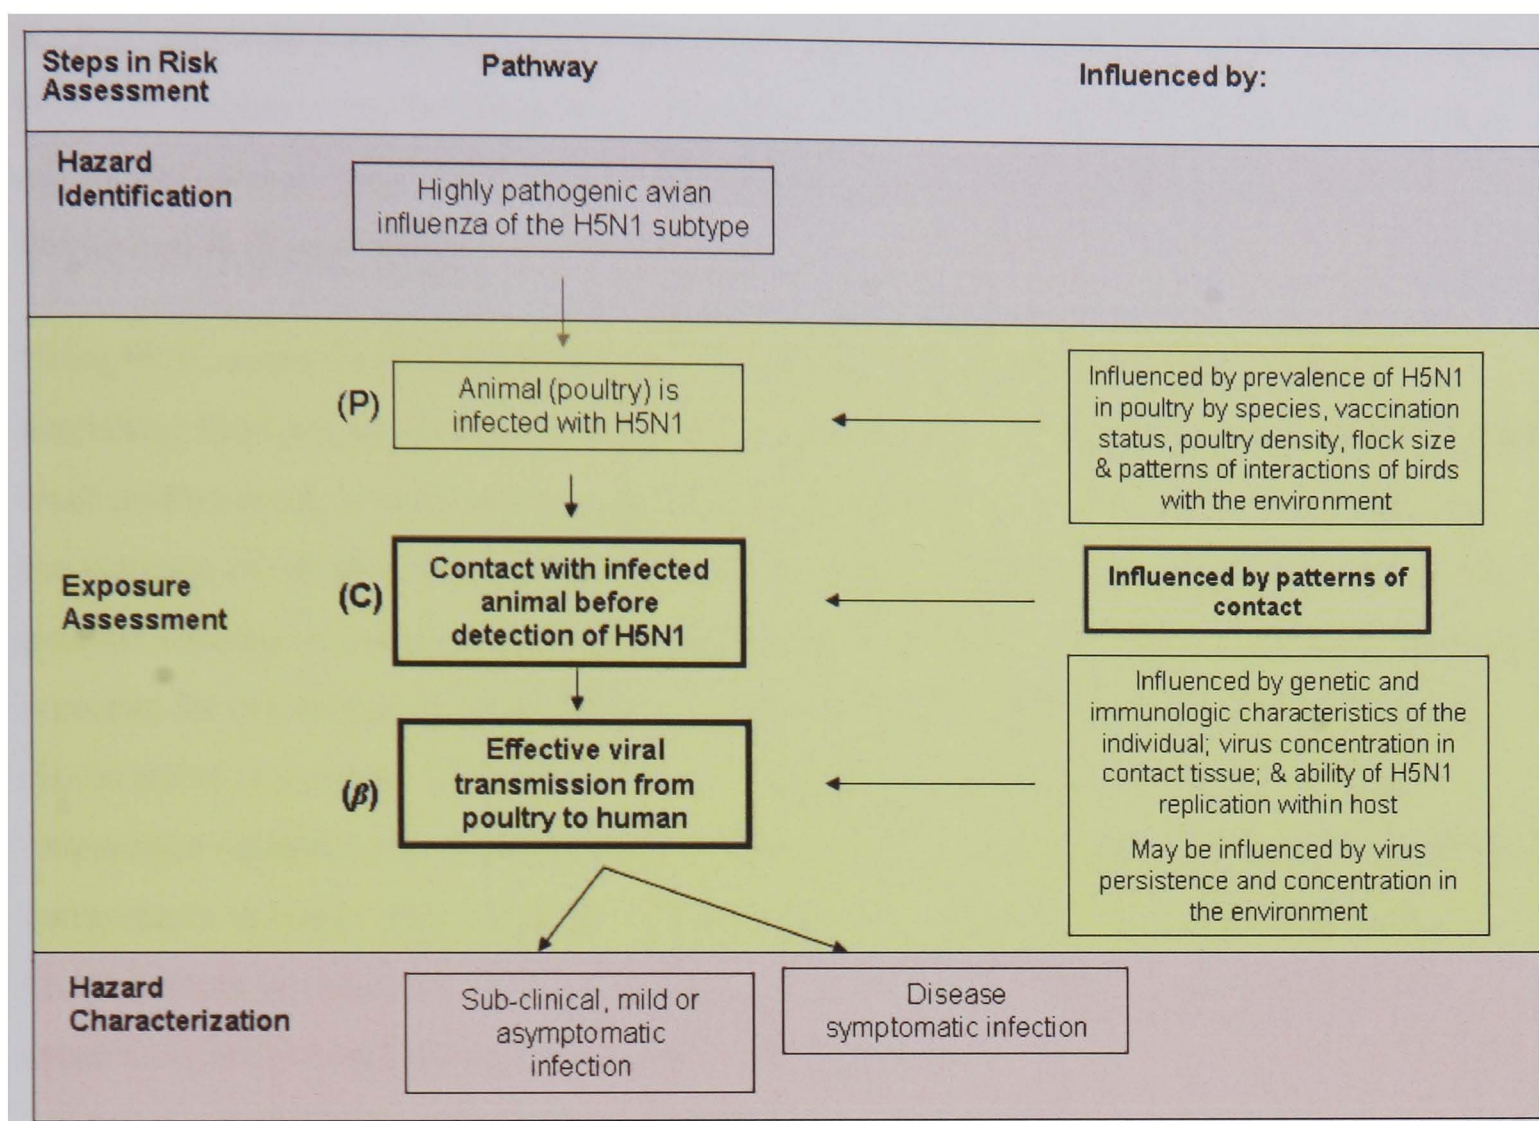 Steps in Risk
Assessment
Pathway
Influenced by:
Hazard
Identification
Highly pathogenic avian
influenza of the H5N1 subtype
(P)
Animal (poultry) is
infected with H5N1
Influenced by prevalence of H5N1
in poultry by species, vaccination
status, poultry density, flock size
& patterns of interactions of birds
with the environment
Exposure
Assessment
(C)
Contact with infected
animal before
detection of H5N1
Influenced by patterns of
contact
(β)
Effective viral
transmission from
poultry to human
Influenced by genetic and
immunologic characteristics of the
individual; virus concentration in
contact tissue; & ability of H5N1
replication within host
May be influenced by virus
persistence and concentration in
the environment
Hazard
Characterization
Sub-clinical, mild or
asymptomatic
infection
Disease
symptomatic infection